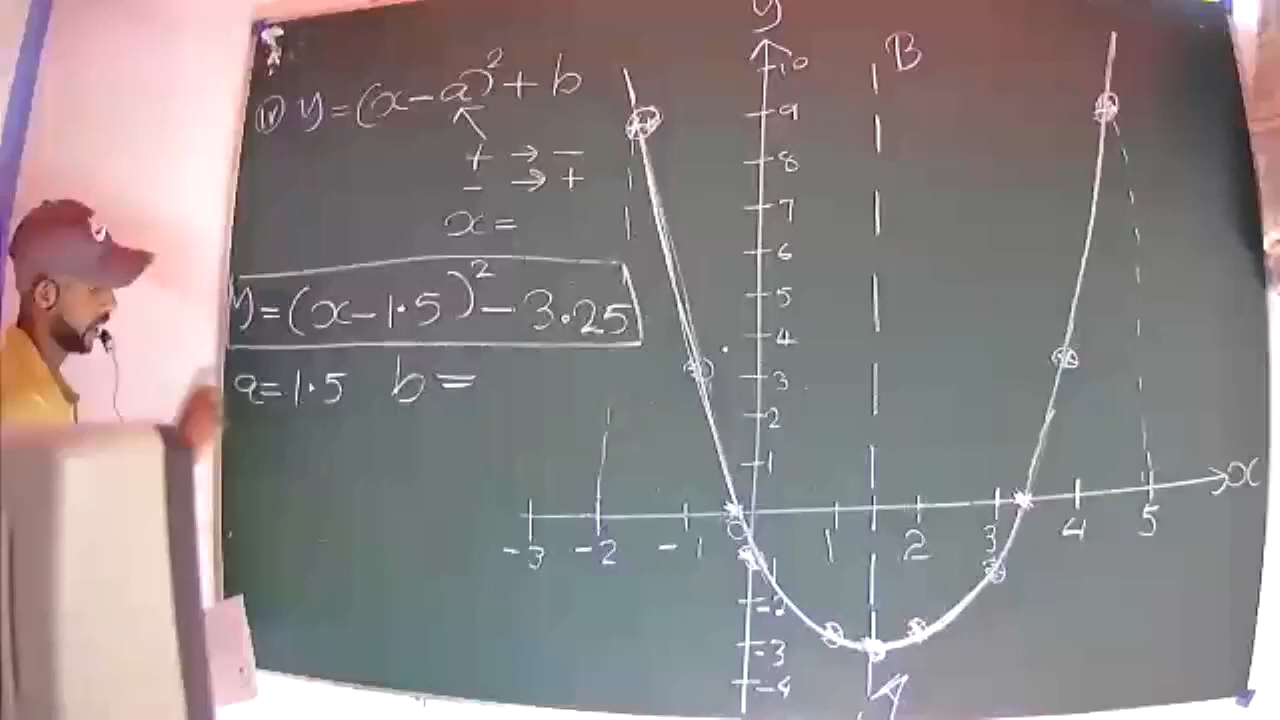 (iv) y=(x-a)²+b
+ → -
- → +
x=
y=(x-1.5)²-3.25
a=1.5 b=
y
B
10
9
8
7
6
5
4
3
2
1
x
-3 -2 -1 0 1 2 3 4 5
-2
-3
-4
A